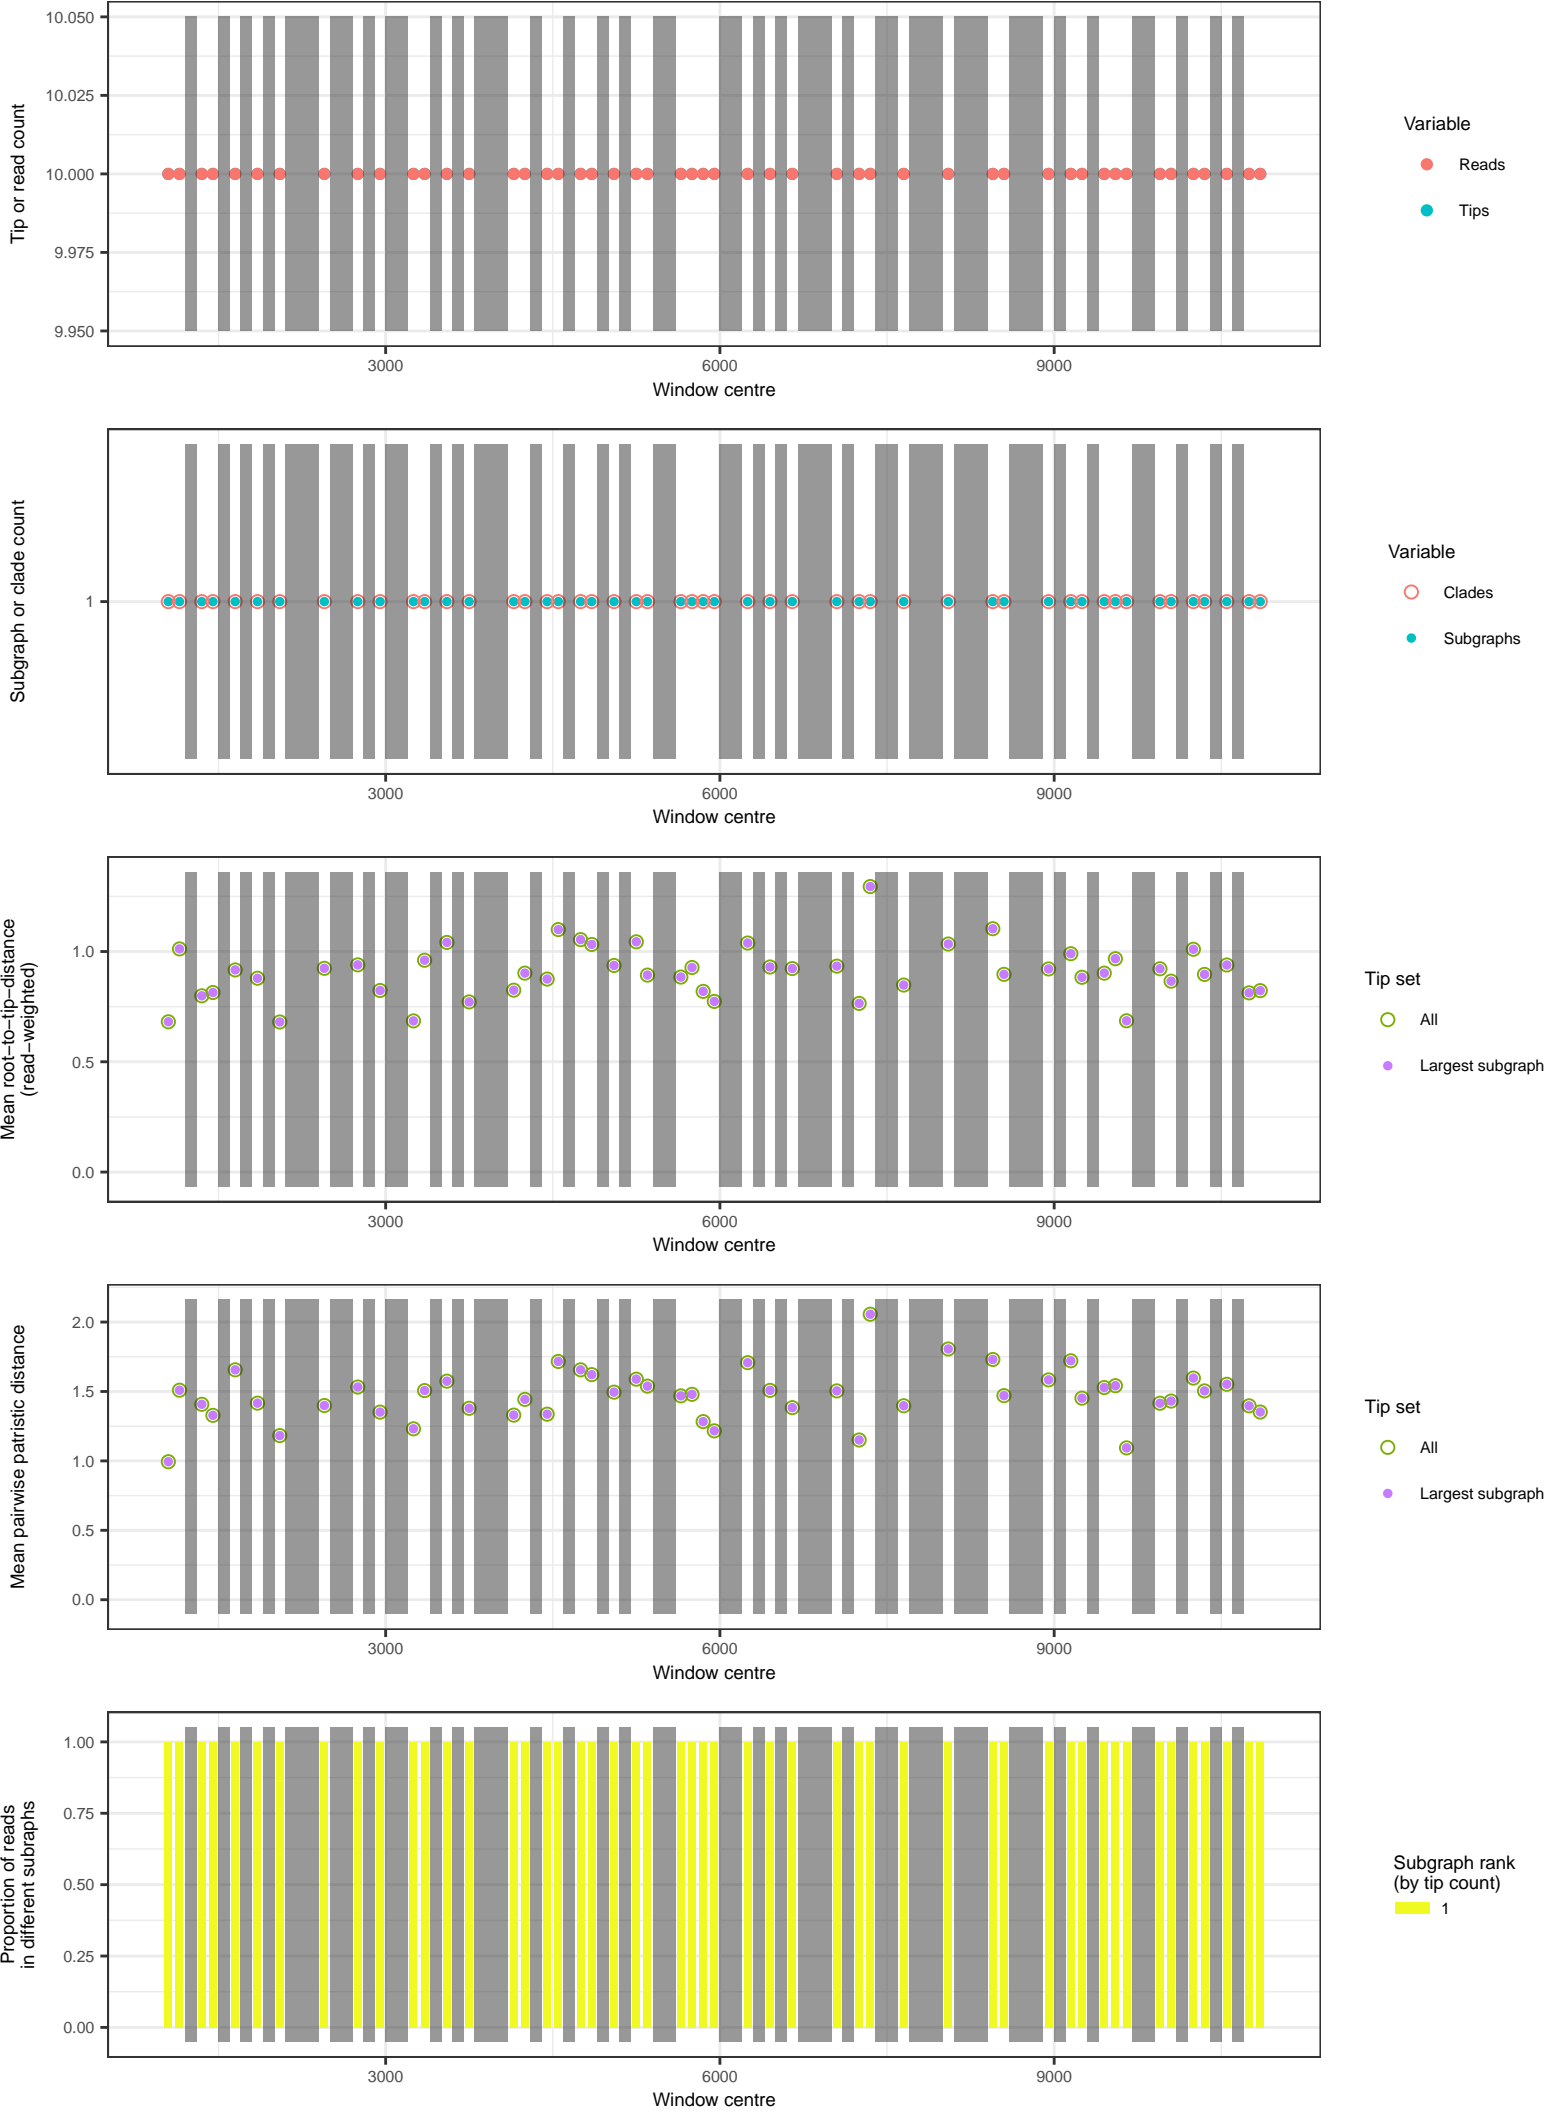 10.050
10.025
10.000
9.975
9.950
Tip or read count
3000
6000
9000
Window centre
Variable
Reads
Tips
1
Subgraph or clade count
3000
6000
9000
Window centre
Variable
Clades
Subgraphs
1.0
0.5
0.0
Mean root−to−tip−distance
(read−weighted)
3000
6000
9000
Window centre
Tip set
All
Largest subgraph
2.0
1.5
1.0
0.5
0.0
Mean pairwise patristic distance
3000
6000
9000
Window centre
Tip set
All
Largest subgraph
1.00
0.75
0.50
0.25
0.00
Proportion of reads
in different subraphs
3000
6000
9000
Window centre
Subgraph rank
(by tip count)
1